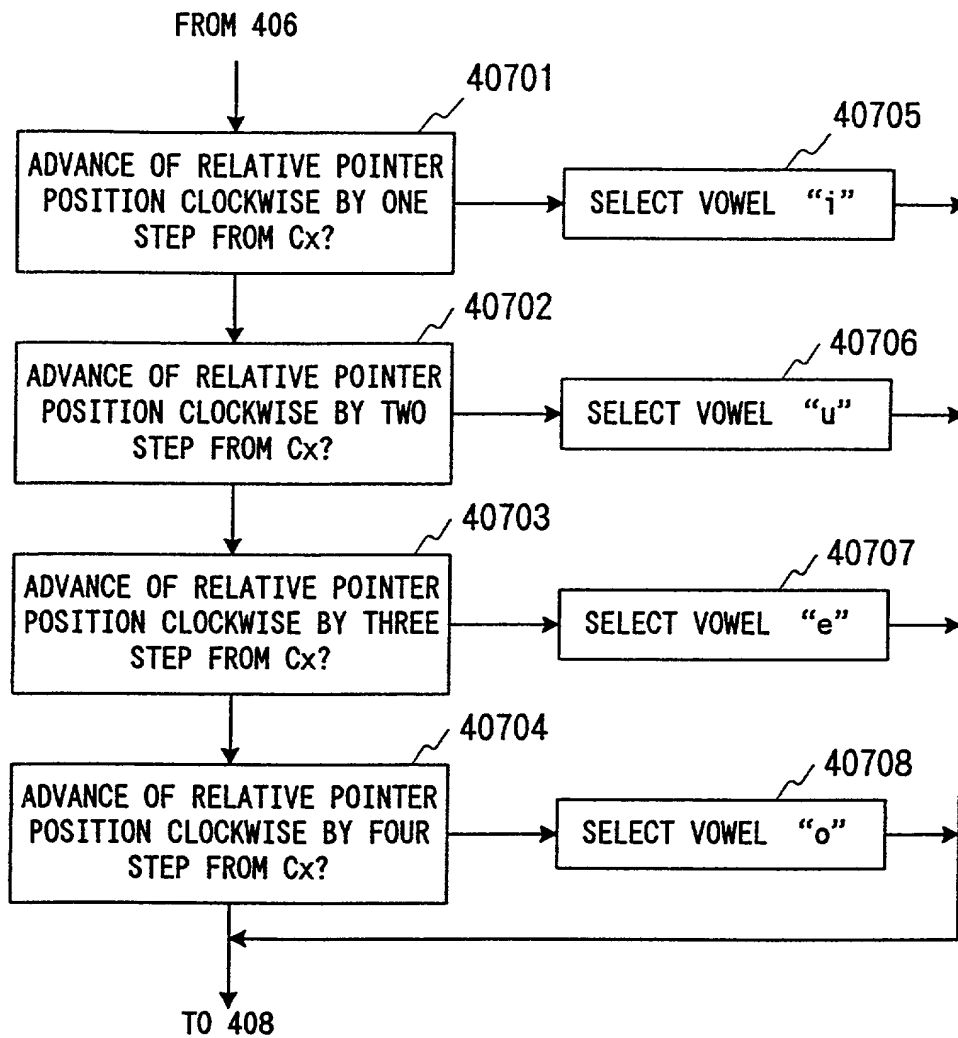 FROM 406
40701
ADVANCE OF RELATIVE POINTER
POSITION CLOCKWISE BY ONE
STEP FROM Cx?
40705
SELECT VOWEL “i”
40702
ADVANCE OF RELATIVE POINTER
POSITION CLOCKWISE BY TWO
STEP FROM Cx?
40706
SELECT VOWEL “u”
40703
ADVANCE OF RELATIVE POINTER
POSITION CLOCKWISE BY THREE
STEP FROM Cx?
40707
SELECT VOWEL “e”
40704
ADVANCE OF RELATIVE POINTER
POSITION CLOCKWISE BY FOUR
STEP FROM Cx?
40708
SELECT VOWEL “o”
TO 408